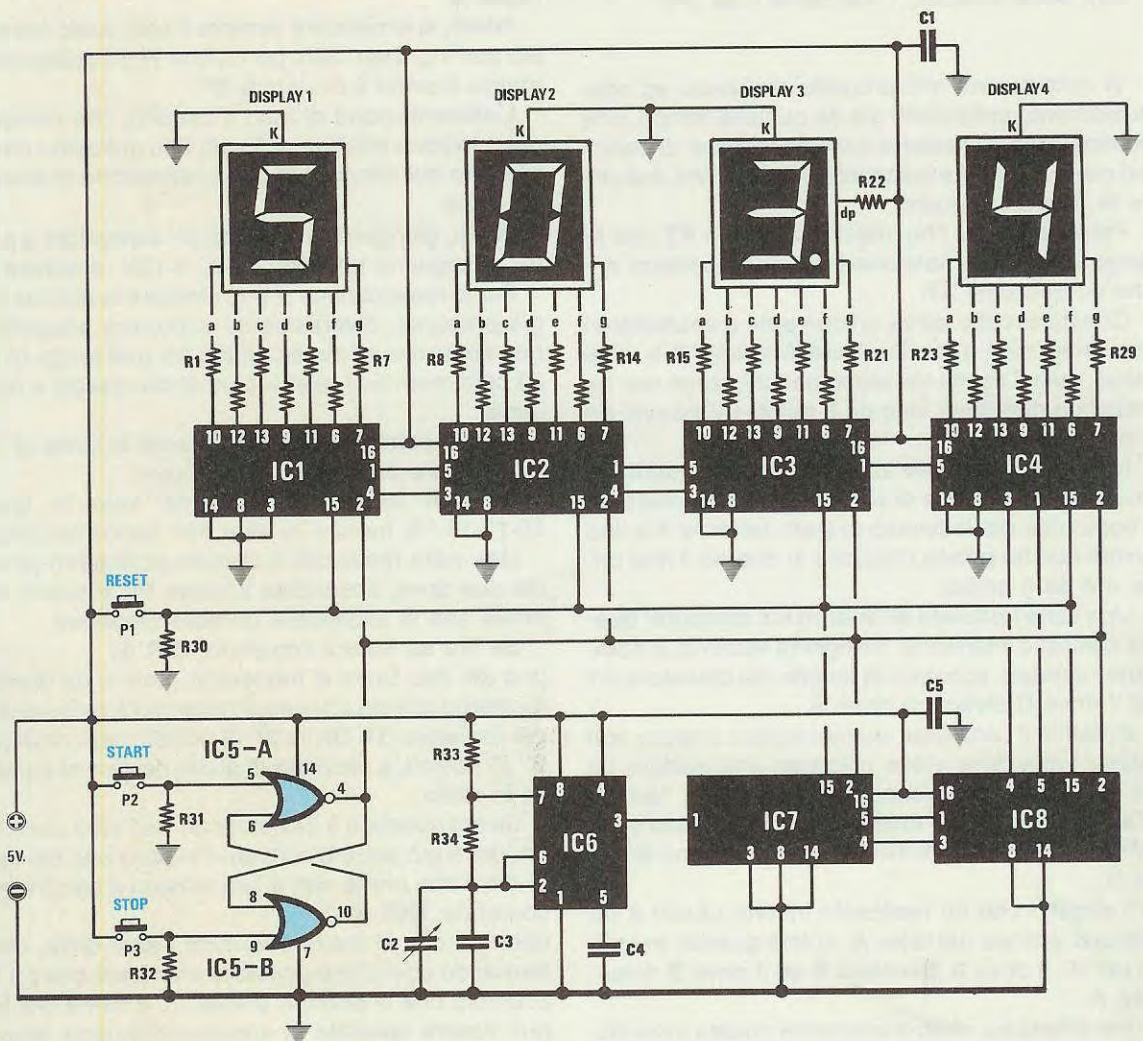 C1
DISPLAY 1
DISPLAY 2
DISPLAY 3
DISPLAY 4
K
K
K
K
R22
dp
a b c d e f g
a b c d e f g
a b c d e f g
a b c d e f g
R1
R7
R8
R14
R15
R21
R23
R29
10 12 13 9 11 6 7
16
IC1
1
4
14 8 3 15 2
10 12 13 9 11 6 7
16
5
IC2
1
3
4
14 8 15 2
10 12 13 9 11 6 7
16
5
IC3
1
3
4
14 8 15 2
10 12 13 9 11 6 7
16
5
IC4
14 8 3 1 4 15 2
RESET
P1
R30
START
P2
R31
IC5-A
5
14
4
6
5V.
STOP
P3
R32
8
10
9
7
IC5-B
R33
R34
C2
C3
C4
C5
8 4
7
IC6
3
6
2
1 5
15 2
16
1
IC7
5
4
3 8 14
4 5 15 2
16
1
IC8
3
8 14